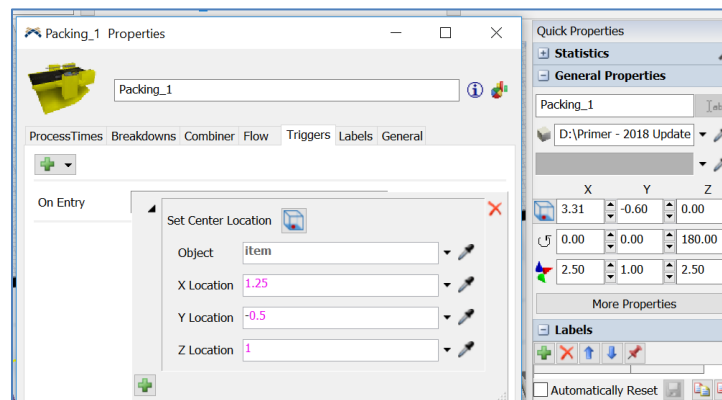 Packing_1 Properties
Packing_1
ProcessTimes Breakdowns Combiner Flow Triggers Labels General
On Entry
Set Center Location
Object item
X Location 1.25
Y Location -0.5
Z Location 1
Quick Properties
Statistics
General Properties
Packing_1
D:\Primer - 2018 Update
X Y Z
3.31 -0.60 0.00
0.00 0.00 180.00
2.50 1.00 2.50
More Properties
Labels
Automatically Reset